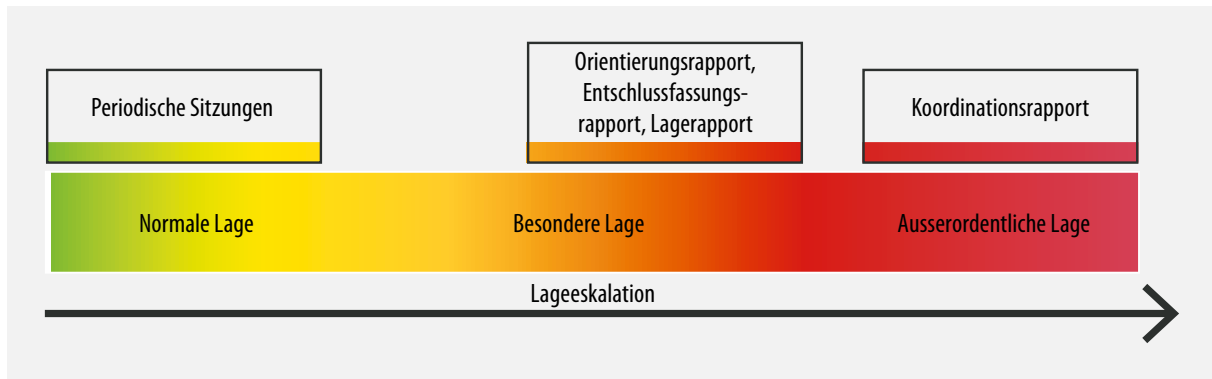 Periodische Sitzungen
Orientierungsrapport,
Entschlussfassungs-
rapport, Lagerapport
Koordinationsrapport
Normale Lage
Besondere Lage
Ausserordentliche Lage
Lageeskalation